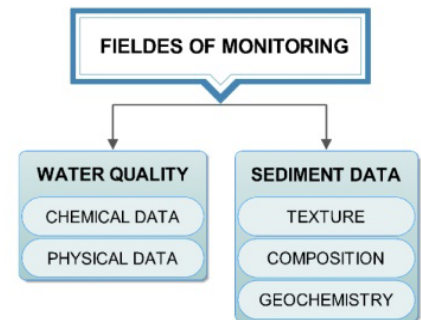 FIELDES OF MONITORING
WATER QUALITY
CHEMICAL DATA
PHYSICAL DATA
SEDIMENT DATA
TEXTURE
COMPOSITION
GEOCHEMISTRY